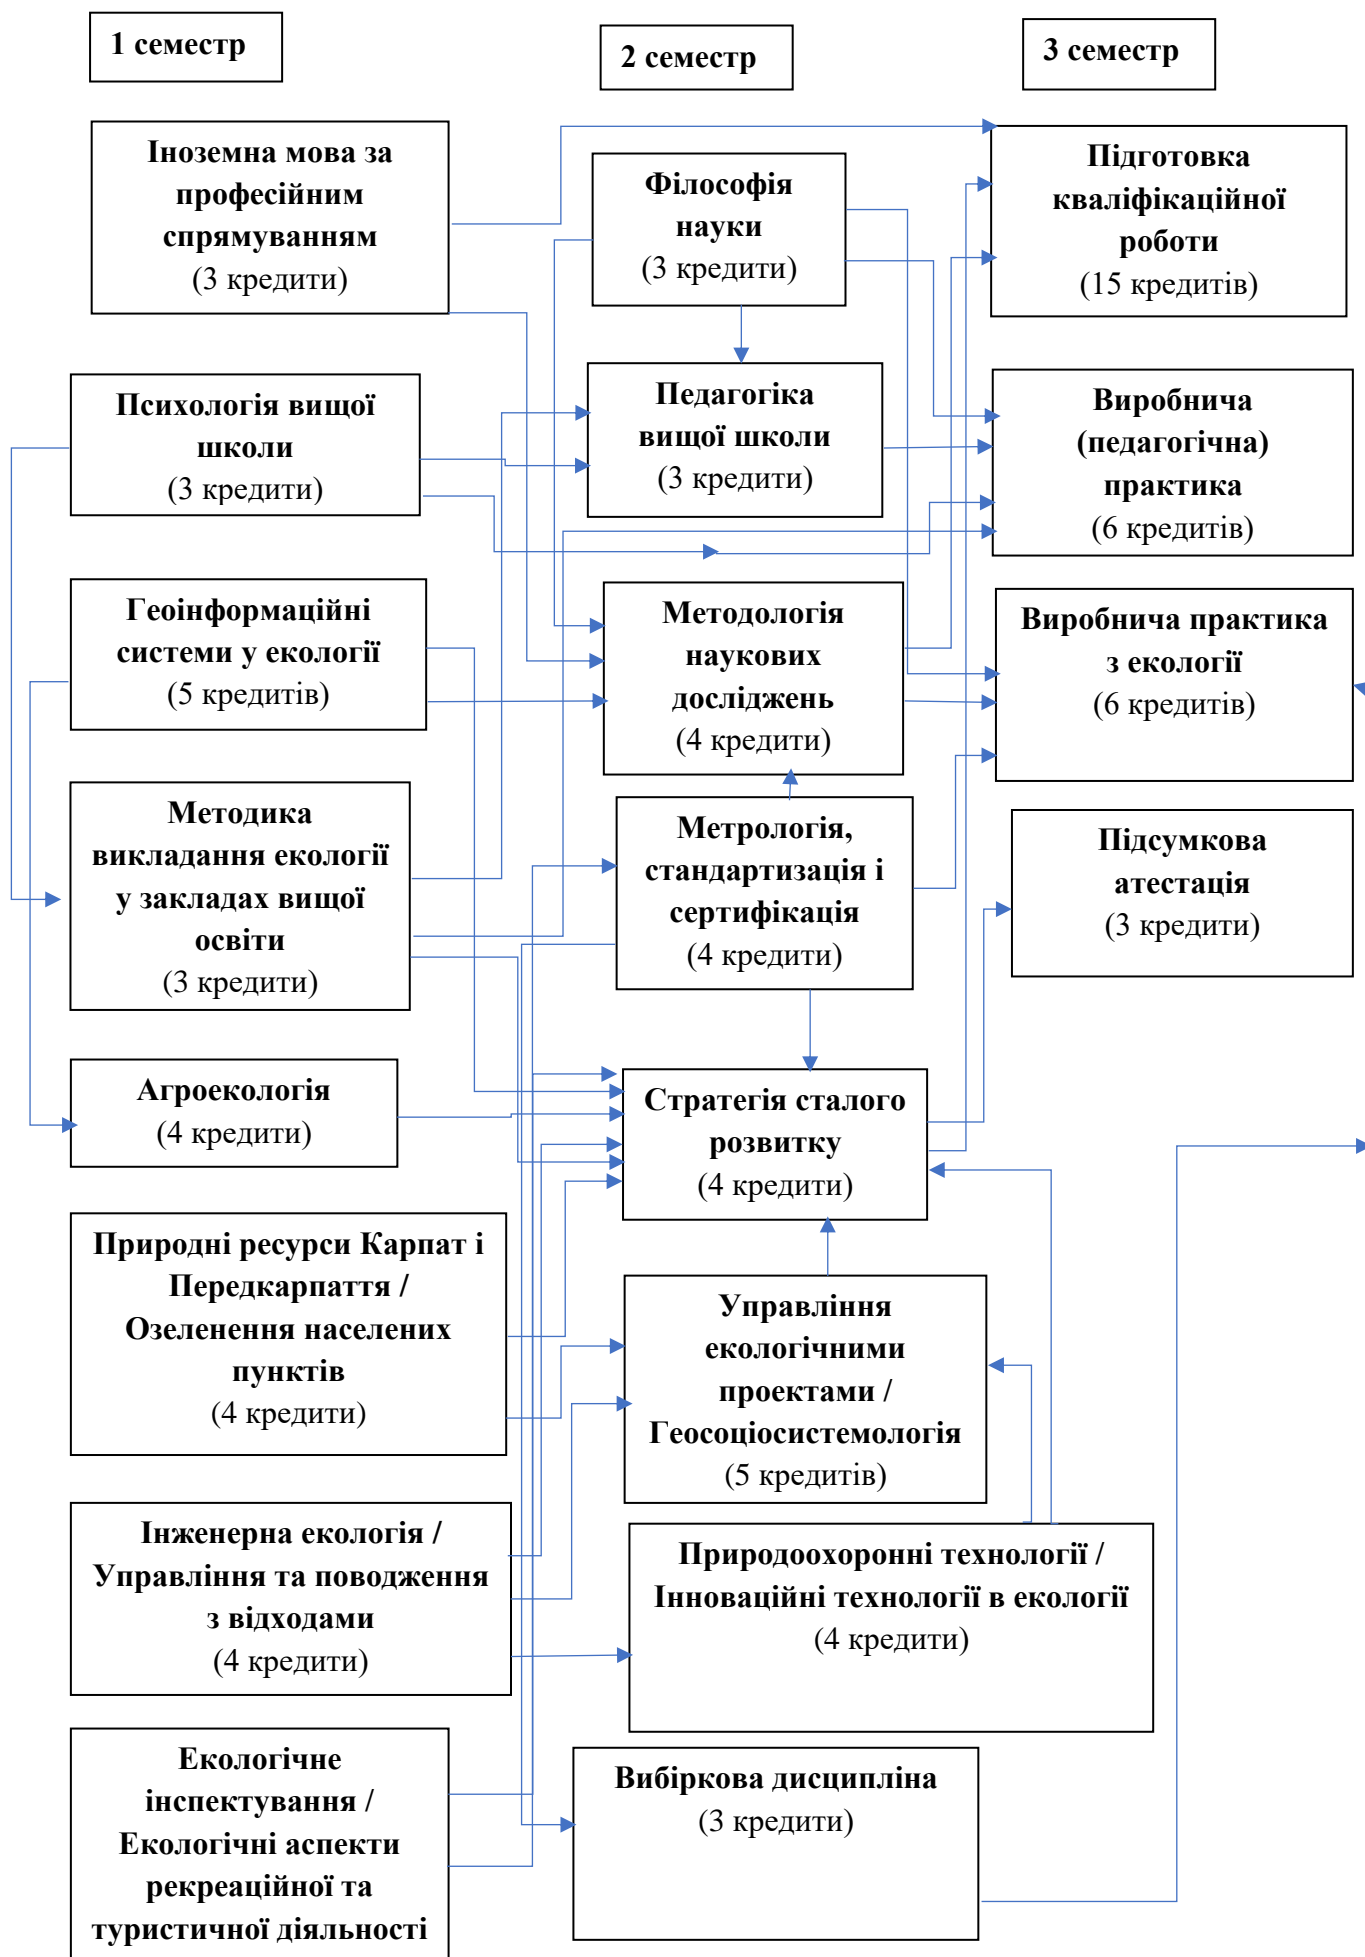 1 семестр
2 семестр
3 семестр
Іноземна мова за
професійним
спрямуванням
(3 кредити)
Філософія
науки
(3 кредити)
Підготовка
кваліфікаційної
роботи
(15 кредитів)
Психологія вищої
школи
(3 кредити)
Педагогіка
вищої школи
(3 кредити)
Виробнича
(педагогічна)
практика
(6 кредитів)
Геоінформаційні
системи у екології
(5 кредитів)
Методологія
наукових
досліджень
(4 кредити)
Виробнича практика
з екології
(6 кредитів)
Методика
викладання екології
у закладах вищої
освіти
(3 кредити)
Метрологія,
стандартизація і
сертифікація
(4 кредити)
Підсумкова
атестація
(3 кредити)
Агроекологія
(4 кредити)
Стратегія сталого
розвитку
(4 кредити)
Природні ресурси Карпат і
Передкарпаття /
Озеленення населених
пунктів
(4 кредити)
Управління
екологічними
проектами /
Геосоціосистемологія
(5 кредитів)
Інженерна екологія /
Управління та поводження
з відходами
(4 кредити)
Природоохоронні технології /
Інноваційні технології в екології
(4 кредити)
Екологічне
інспектування /
Екологічні аспекти
рекреаційної та
туристичної діяльності
Вибіркова дисципліна
(3 кредити)